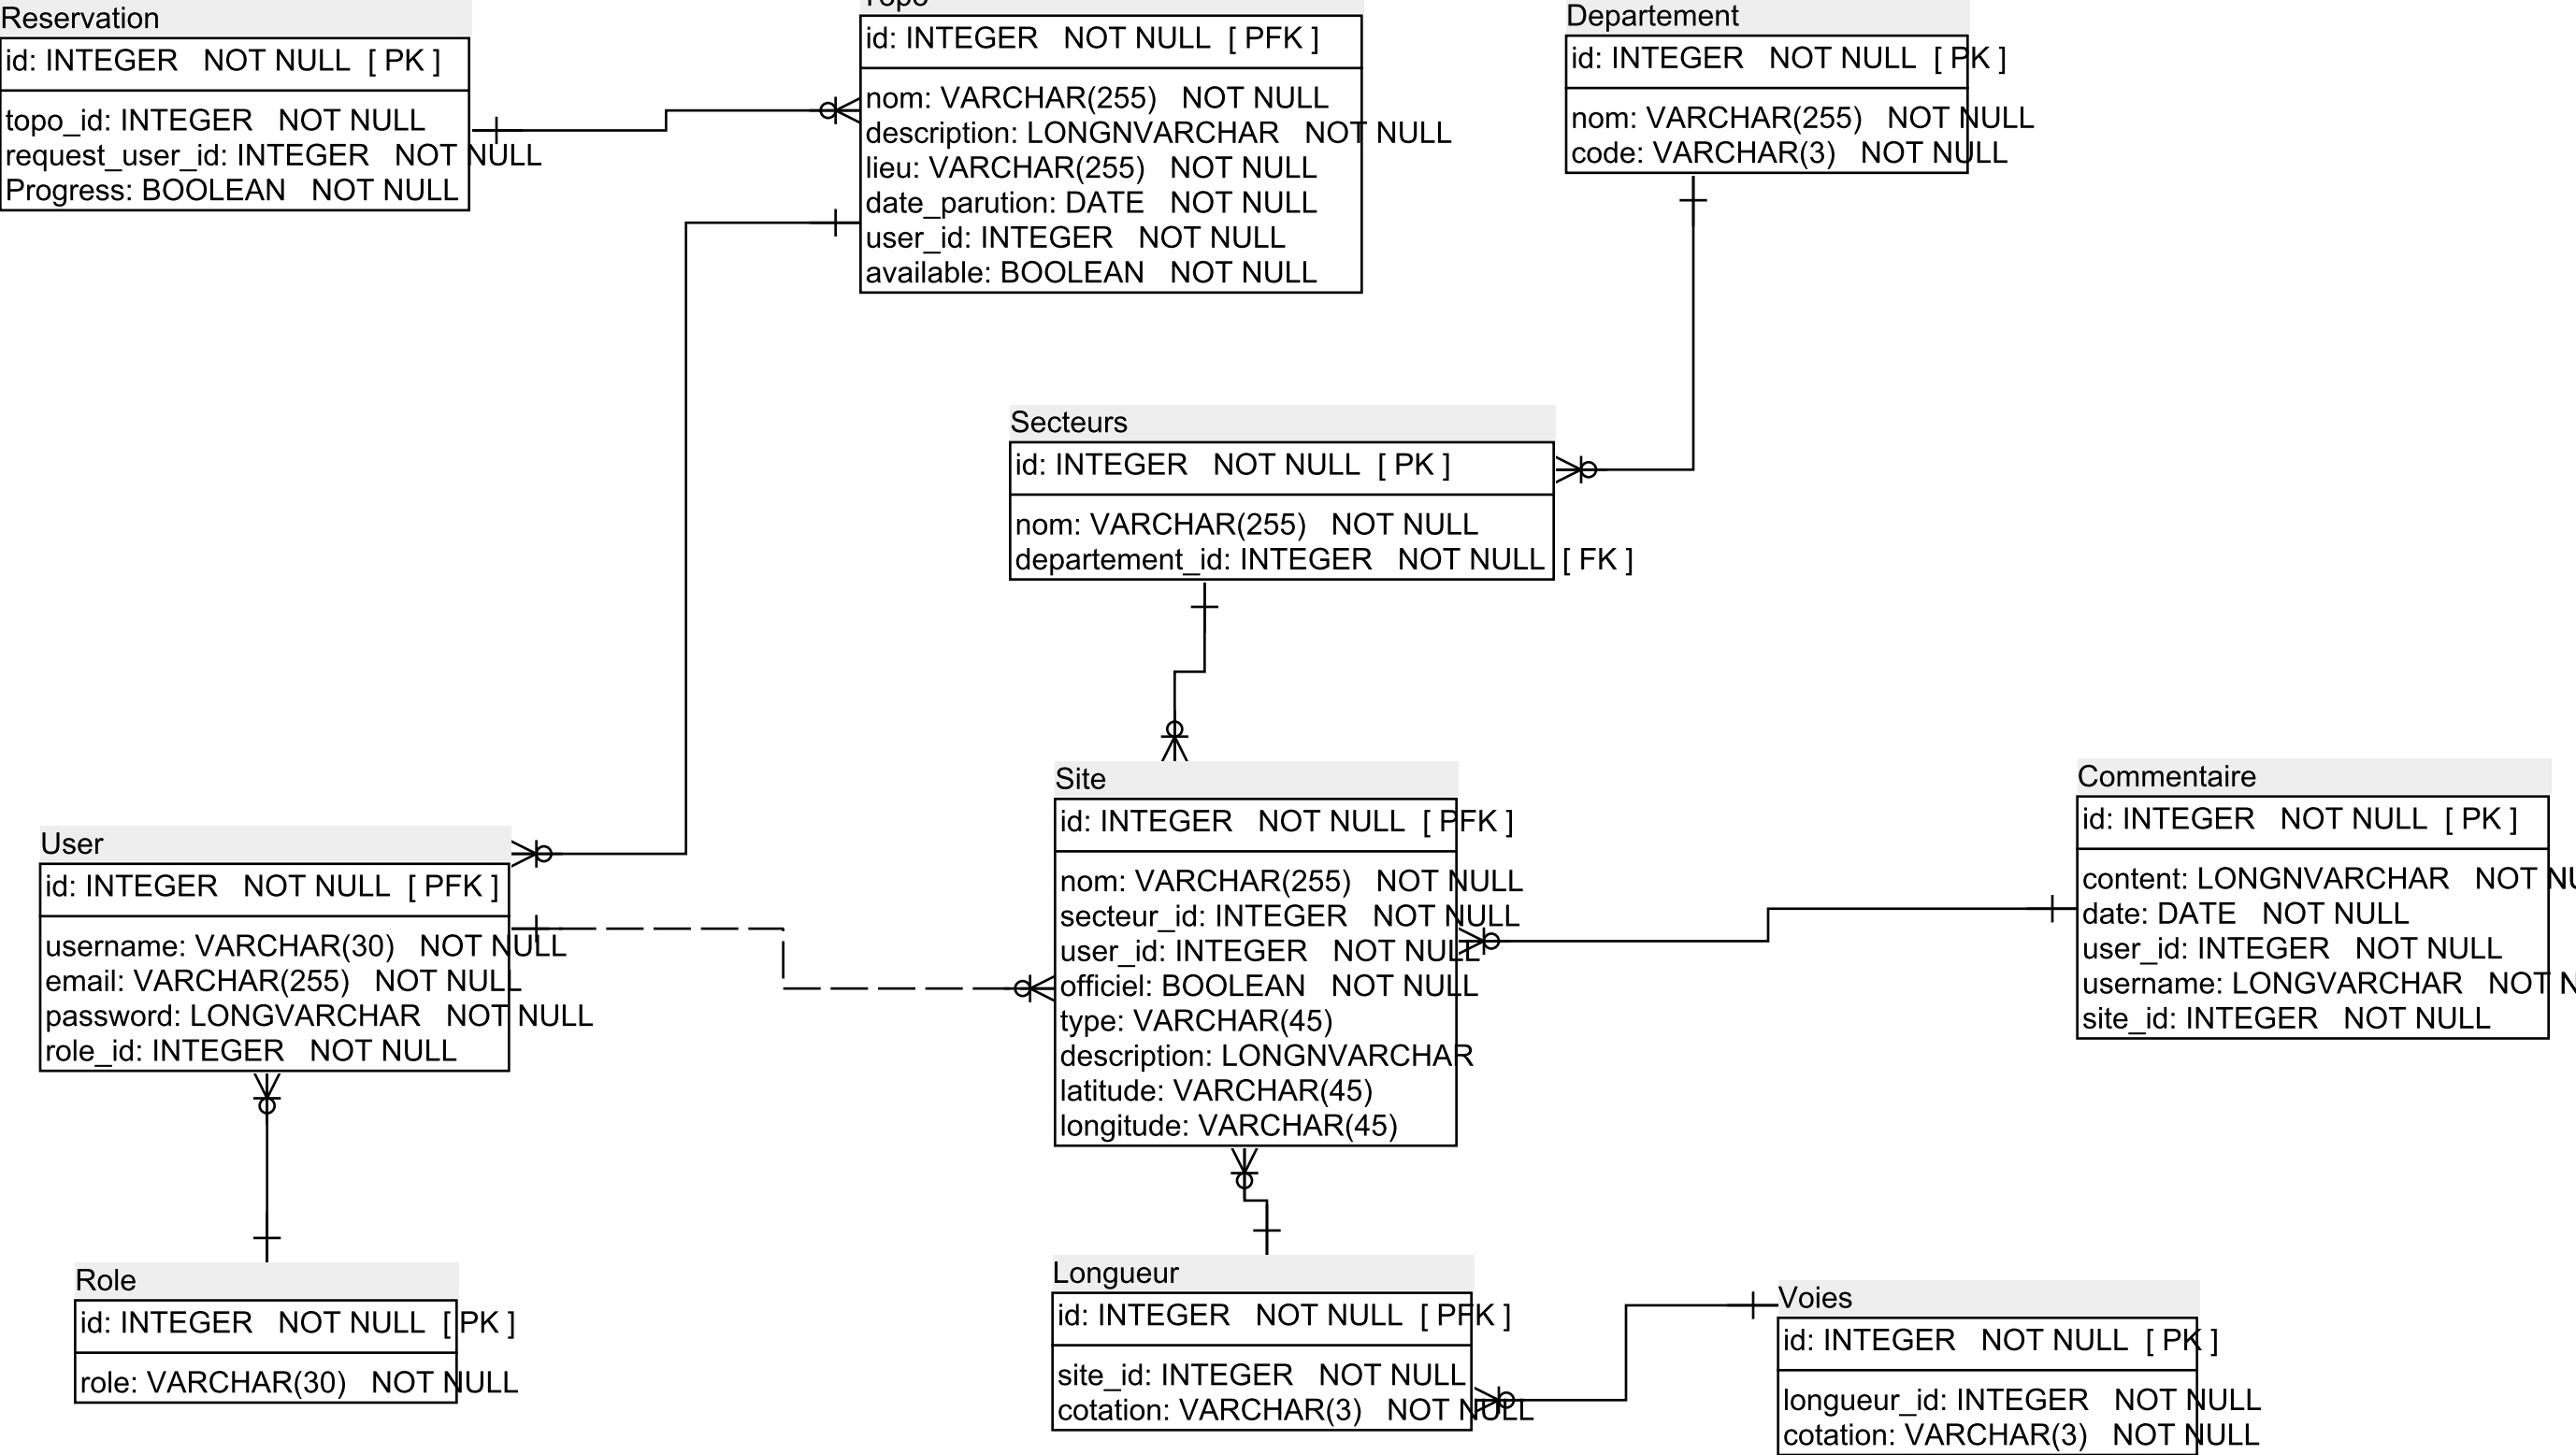 Reservation
id: INTEGER NOT NULL [ PK ]
topo_id: INTEGER NOT NULL
request_user_id: INTEGER NOT NULL
Progress: BOOLEAN NOT NULL
Topo
id: INTEGER NOT NULL [ PFK ]
nom: VARCHAR(255) NOT NULL
description: LONGNVARCHAR NOT NULL
lieu: VARCHAR(255) NOT NULL
date_parution: DATE NOT NULL
user_id: INTEGER NOT NULL
available: BOOLEAN NOT NULL
Departement
id: INTEGER NOT NULL [ PK ]
nom: VARCHAR(255) NOT NULL
code: VARCHAR(3) NOT NULL
Secteurs
id: INTEGER NOT NULL [ PK ]
nom: VARCHAR(255) NOT NULL
departement_id: INTEGER NOT NULL [ FK ]
User
id: INTEGER NOT NULL [ PFK ]
username: VARCHAR(30) NOT NULL
email: VARCHAR(255) NOT NULL
password: LONGVARCHAR NOT NULL
role_id: INTEGER NOT NULL
Site
id: INTEGER NOT NULL [ PFK ]
nom: VARCHAR(255) NOT NULL
secteur_id: INTEGER NOT NULL
user_id: INTEGER NOT NULL
officiel: BOOLEAN NOT NULL
type: VARCHAR(45)
description: LONGNVARCHAR
latitude: VARCHAR(45)
longitude: VARCHAR(45)
Commentaire
id: INTEGER NOT NULL [ PK ]
content: LONGNVARCHAR NOT
date: DATE NOT NULL
user_id: INTEGER NOT NULL
username: LONGVARCHAR NOT
site_id: INTEGER NOT NULL
Role
id: INTEGER NOT NULL [ PK ]
role: VARCHAR(30) NOT NULL
Longueur
id: INTEGER NOT NULL [ PFK ]
site_id: INTEGER NOT NULL
cotation: VARCHAR(3) NOT NULL
Voies
id: INTEGER NOT NULL [ PK ]
longueur_id: INTEGER NOT NULL
cotation: VARCHAR(3) NOT NULL